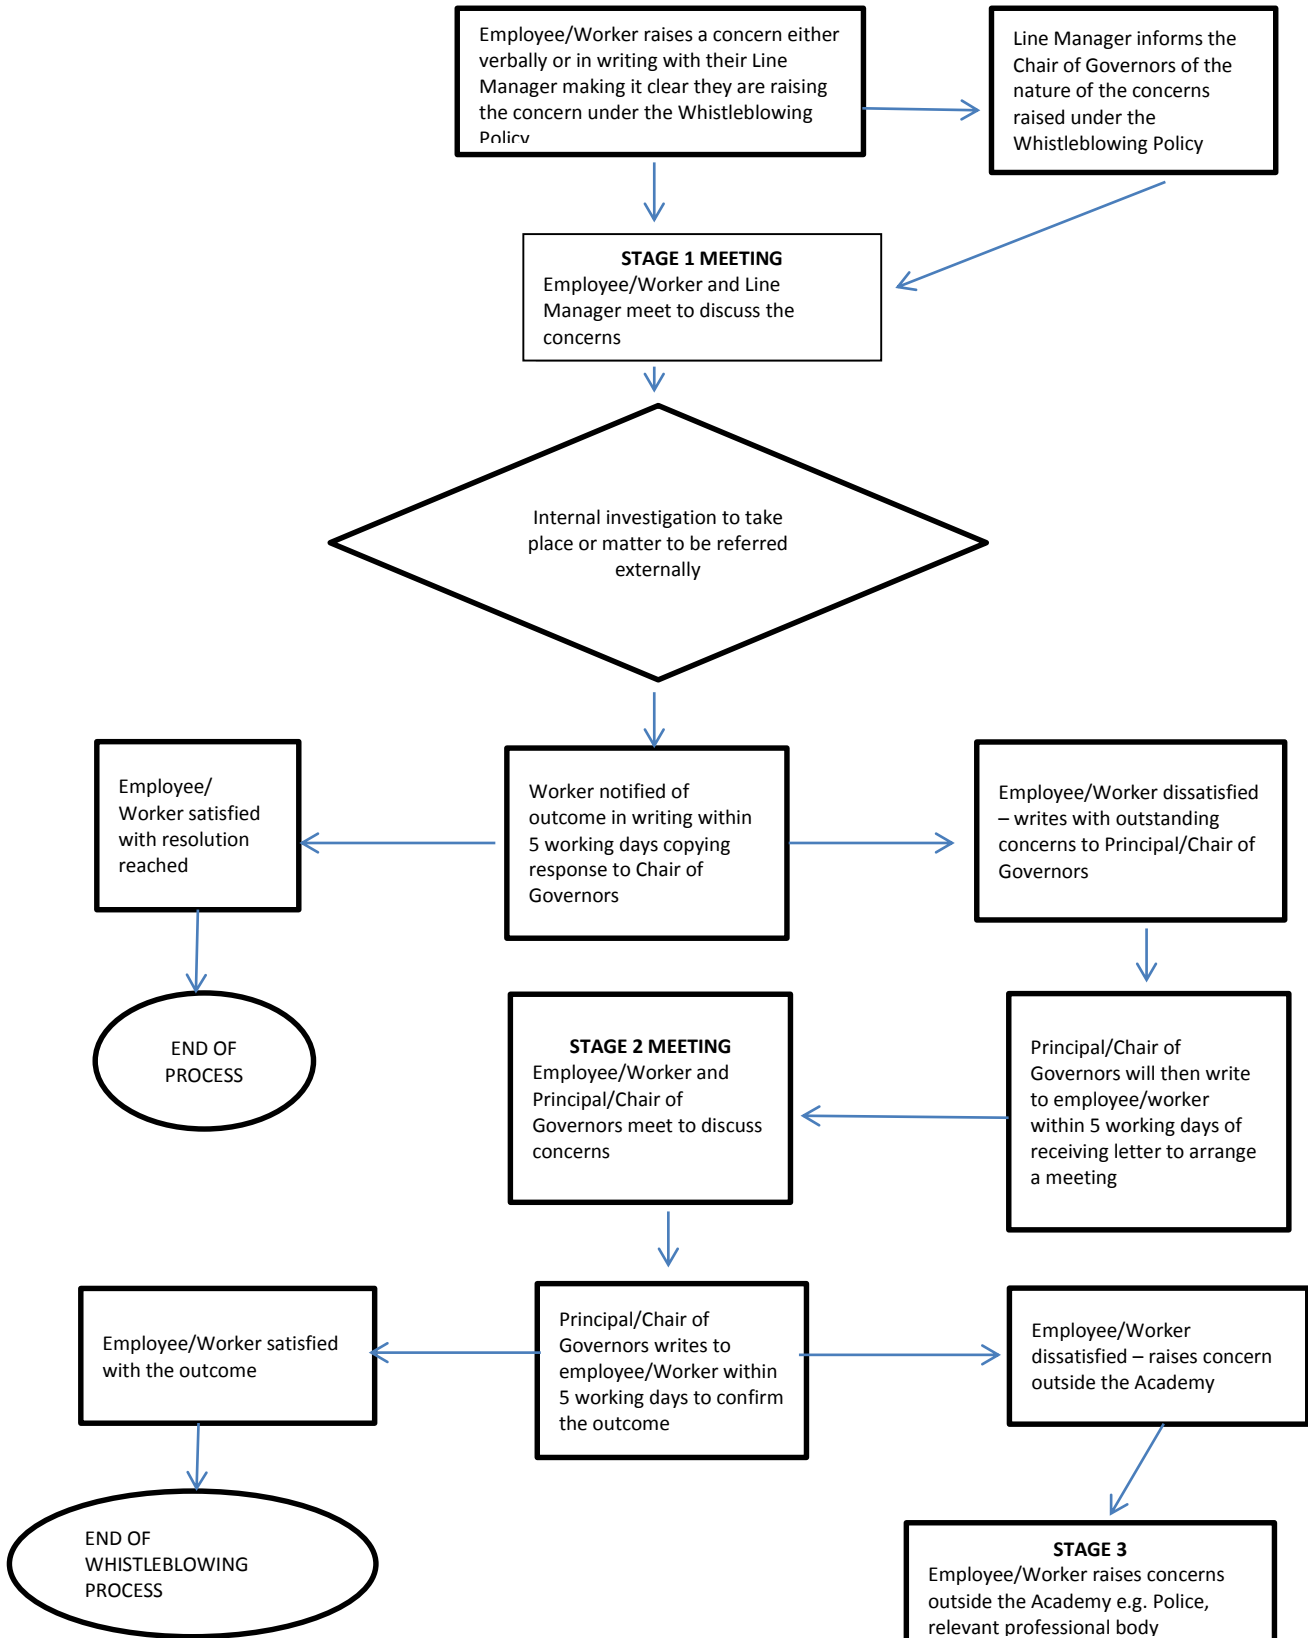 Employee/Worker raises a concern either
verbally or in writing with their Line
Manager making it clear they are raising
the concern under the Whistleblowing
Policy
Line Manager informs the
Chair of Governors of the
nature of the concerns
raised under the
Whistleblowing Policy
STAGE 1 MEETING
Employee/Worker and Line
Manager meet to discuss the
concerns
Internal investigation to take
place or matter to be referred
externally
Employee/
Worker satisfied
with resolution
reached
Worker notified of
outcome in writing within
5 working days copying
response to Chair of
Governors
Employee/Worker dissatisfied
– writes with outstanding
concerns to Principal/Chair of
Governors
END OF
PROCESS
STAGE 2 MEETING
Employee/Worker and
Principal/Chair of
Governors meet to discuss
concerns
Principal/Chair of
Governors will then write
to employee/worker
within 5 working days of
receiving letter to arrange
a meeting
Employee/Worker satisfied
with the outcome
Principal/Chair of
Governors writes to
employee/Worker within
5 working days to confirm
the outcome
Employee/Worker
dissatisfied – raises concern
outside the Academy
END OF
WHISTLEBLOWING
PROCESS
STAGE 3
Employee/Worker raises concerns
outside the Academy e.g. Police,
relevant professional body